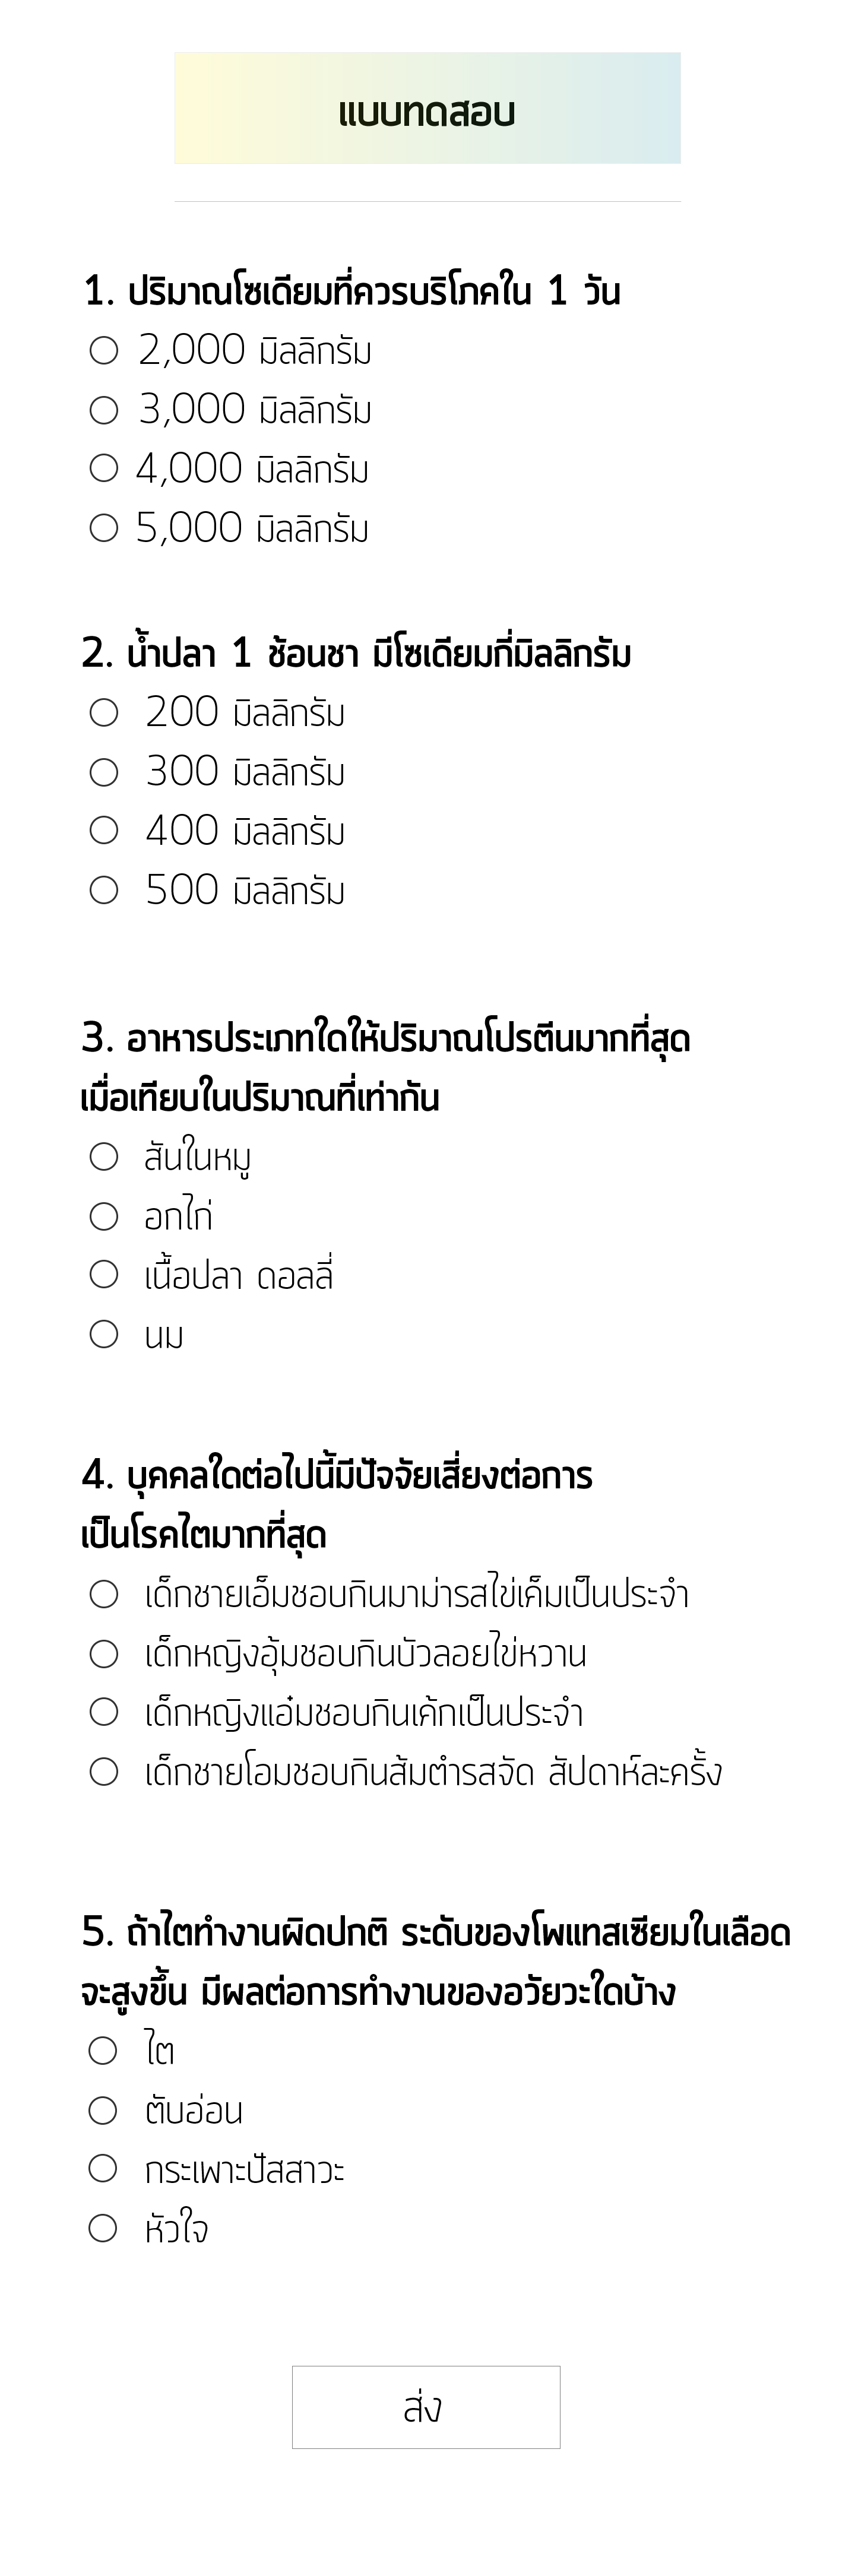 แบบทดสอบ
1. ปริมาณโซเดียมที่ควรบริโภคใน 1 วัน
2,000 มิลลิกรัม
3,000 มิลลิกรัม
4,000 มิลลิกรัม
5,000 มิลลิกรัม
2. น้ำปลา 1 ช้อนชา มีโซเดียมกี่มิลลิกรัม
200 มิลลิกรัม
300 มิลลิกรัม
400 มิลลิกรัม
500 มิลลิกรัม
3. อาหารประเภทใดให้ปริมาณโปรตีนมากที่สุด
เมื่อเทียบในปริมาณที่เท่ากัน
สันในหมู
อกไก่
เนื้อปลา ดอลลี่
นม
4. บุคคลใดต่อไปนี้มีปัจจัยเสี่ยงต่อการ
เป็นโรคไตมากที่สุด
เด็กชายเอ็มชอบกินมาม่ารสไข่เค็มเป็นประจำ
เด็กหญิงอุ้มชอบกินบัวลอยไข่หวาน
เด็กหญิงแอ๋มชอบกินเค้กเป็นประจำ
เด็กชายโอมชอบกินส้มตำรสจัด สัปดาห์ละครั้ง
5. ถ้าไตทำงานผิดปกติ ระดับของโพแทสเซียมในเลือด
จะสูงขึ้น มีผลต่อการทำงานของอวัยวะใดบ้าง
ไต
ตับอ่อน
กระเพาะปัสสาวะ
หัวใจ
ส่ง